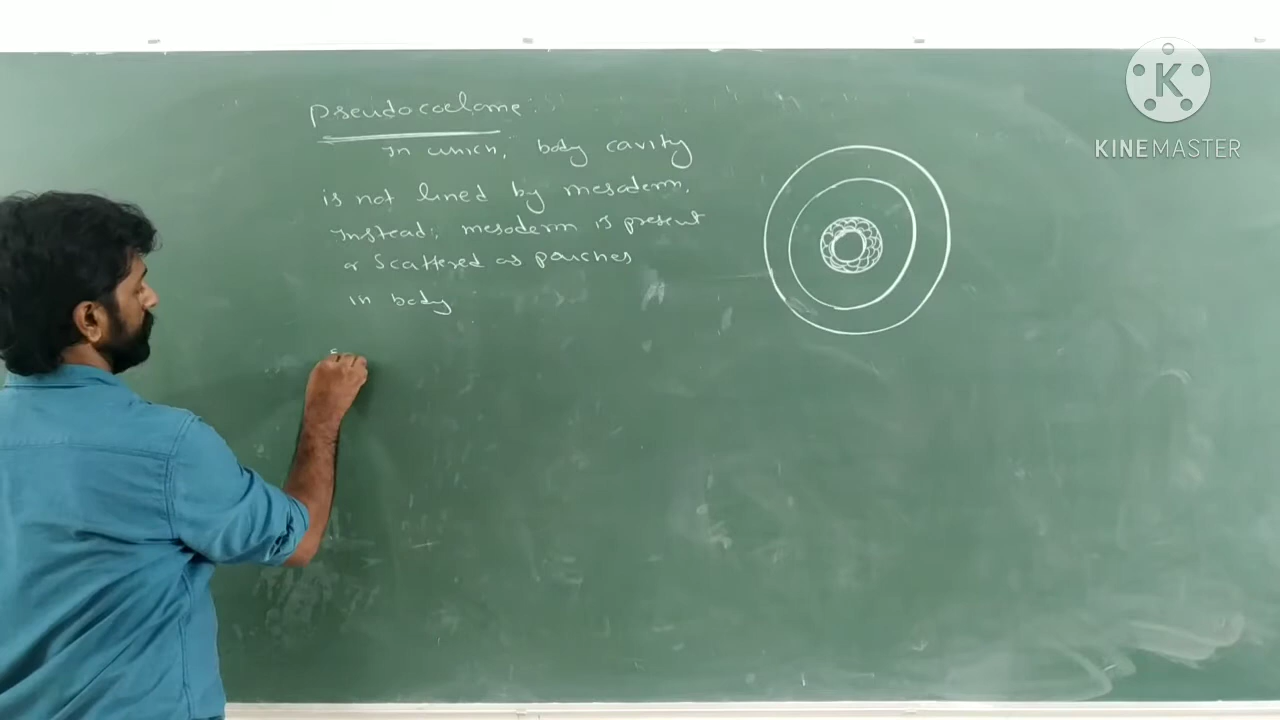 Pseudocoelome:
In which, body cavity
is not lined by mesoderm.
Instead; mesoderm is present
or Scattered as pouches
in body
KINEMASTER